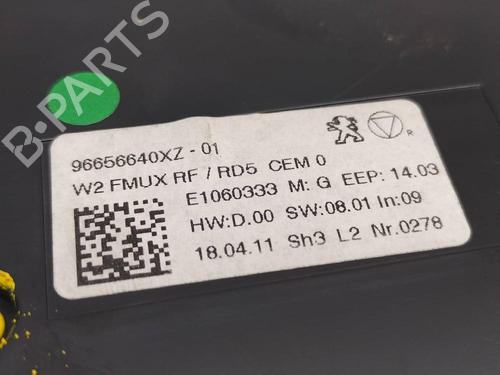 B-PARTS
96656640XZ - 01
W2 FMUX RF / RD5 CEM 0
E1060333 M: G EEP: 14.03
HW:D.00 SW:08.01 In:09
18.04.11 Sh3 L2 Nr.0278
R